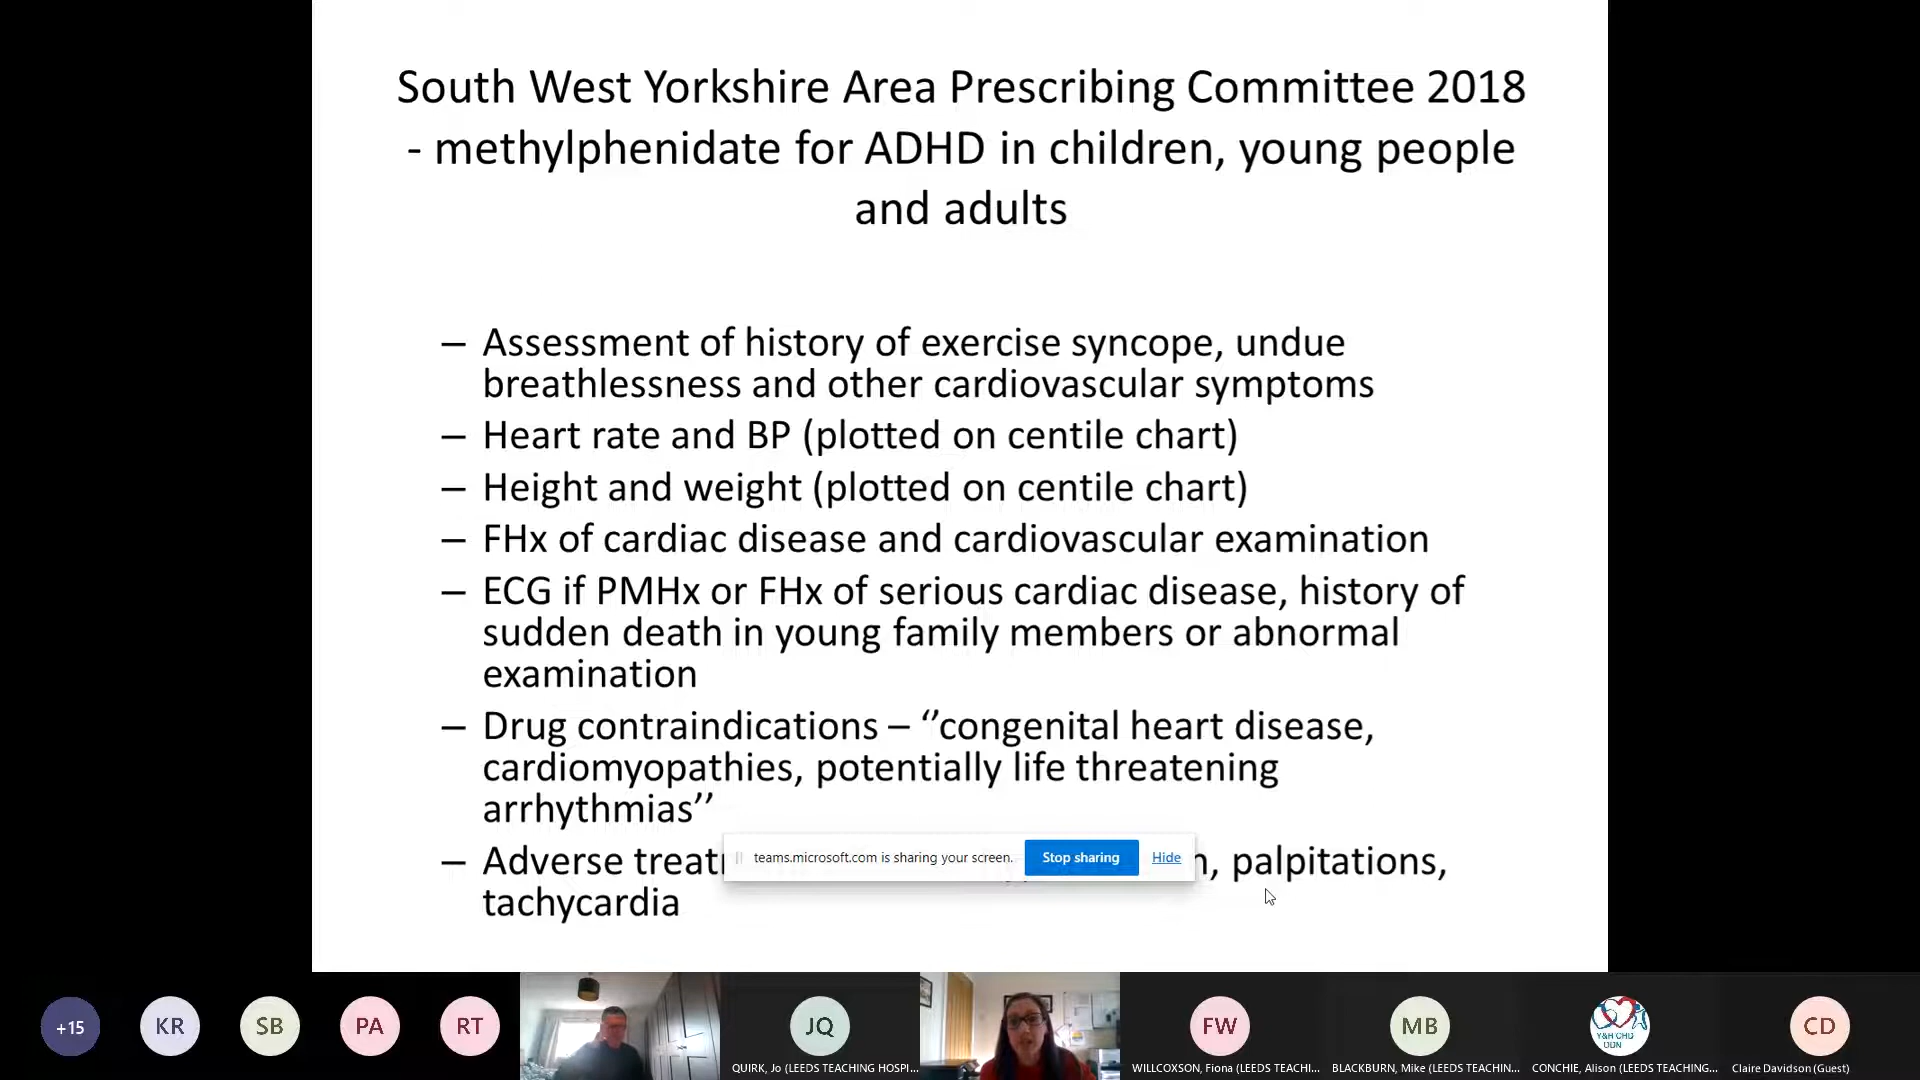 South West Yorkshire Area Prescribing Committee 2018
- methylphenidate for ADHD in children, young people
and adults
– Assessment of history of exercise syncope, undue
breathlessness and other cardiovascular symptoms
– Heart rate and BP (plotted on centile chart)
– Height and weight (plotted on centile chart)
– FHx of cardiac disease and cardiovascular examination
– ECG if PMHx or FHx of serious cardiac disease, history of
sudden death in young family members or abnormal
examination
– Drug contraindications – ‘’congenital heart disease,
cardiomyopathies, potentially life threatening
arrhythmias’’
– Adverse palpitations,
tachycardia
teams.microsoft.com is sharing your screen. Stop sharing Hide
+15 KR SB PA RT JQ FW MB CD
Y&H CHD
ODN
QUIRK, Jo (LEEDS TEACHING HOSPI... WILLCOXSON, Fiona (LEEDS TEACHI... BLACKBURN, Mike (LEEDS TEACHIN... CONCHIE, Alison (LEEDS TEACHING... Claire Davidson (Guest)